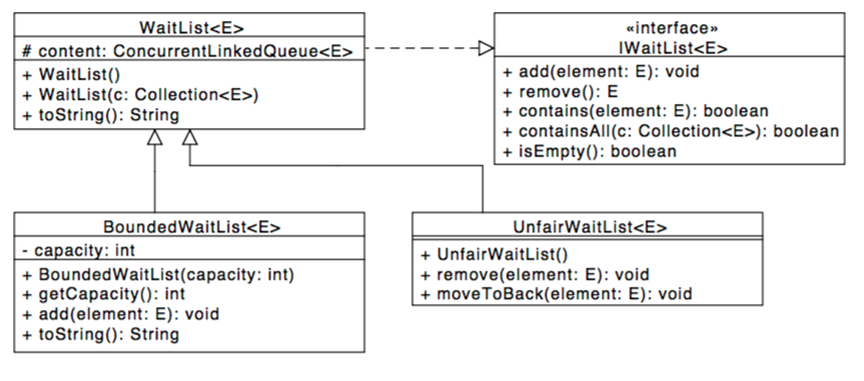 WaitList<E>
# content: ConcurrentLinkedQueue<E>
+ WaitList()
+ WaitList(c: Collection<E>)
+ toString(): String
«interface»
IWaitList<E>
+ add(element: E): void
+ remove(): E
+ contains(element: E): boolean
+ containsAll(c: Collection<E>): boolean
+ isEmpty(): boolean
BoundedWaitList<E>
- capacity: int
+ BoundedWaitList(capacity: int)
+ getCapacity(): int
+ add(element: E): void
+ toString(): String
UnfairWaitList<E>
+ UnfairWaitList()
+ remove(element: E): void
+ moveToBack(element: E): void